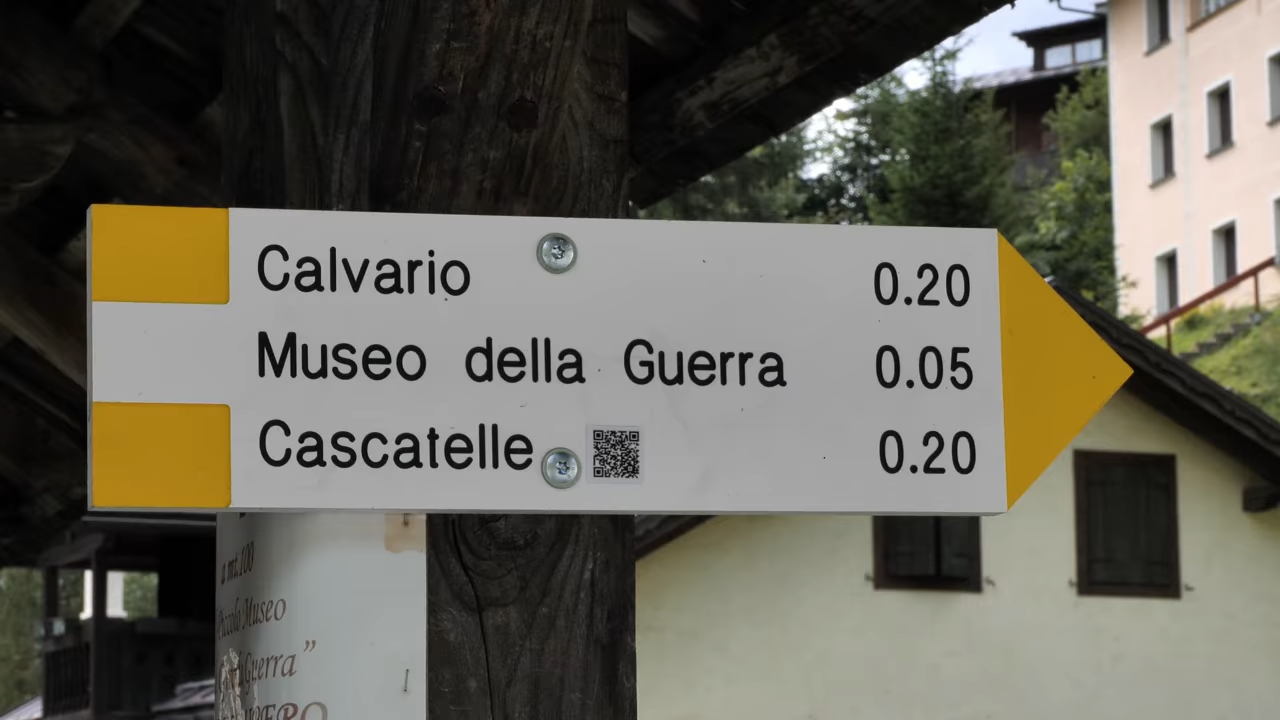 Calvario 0.20
Museo della Guerra 0.05
Cascatelle 0.20
a mt.100
Piccolo Museo
Guerra"